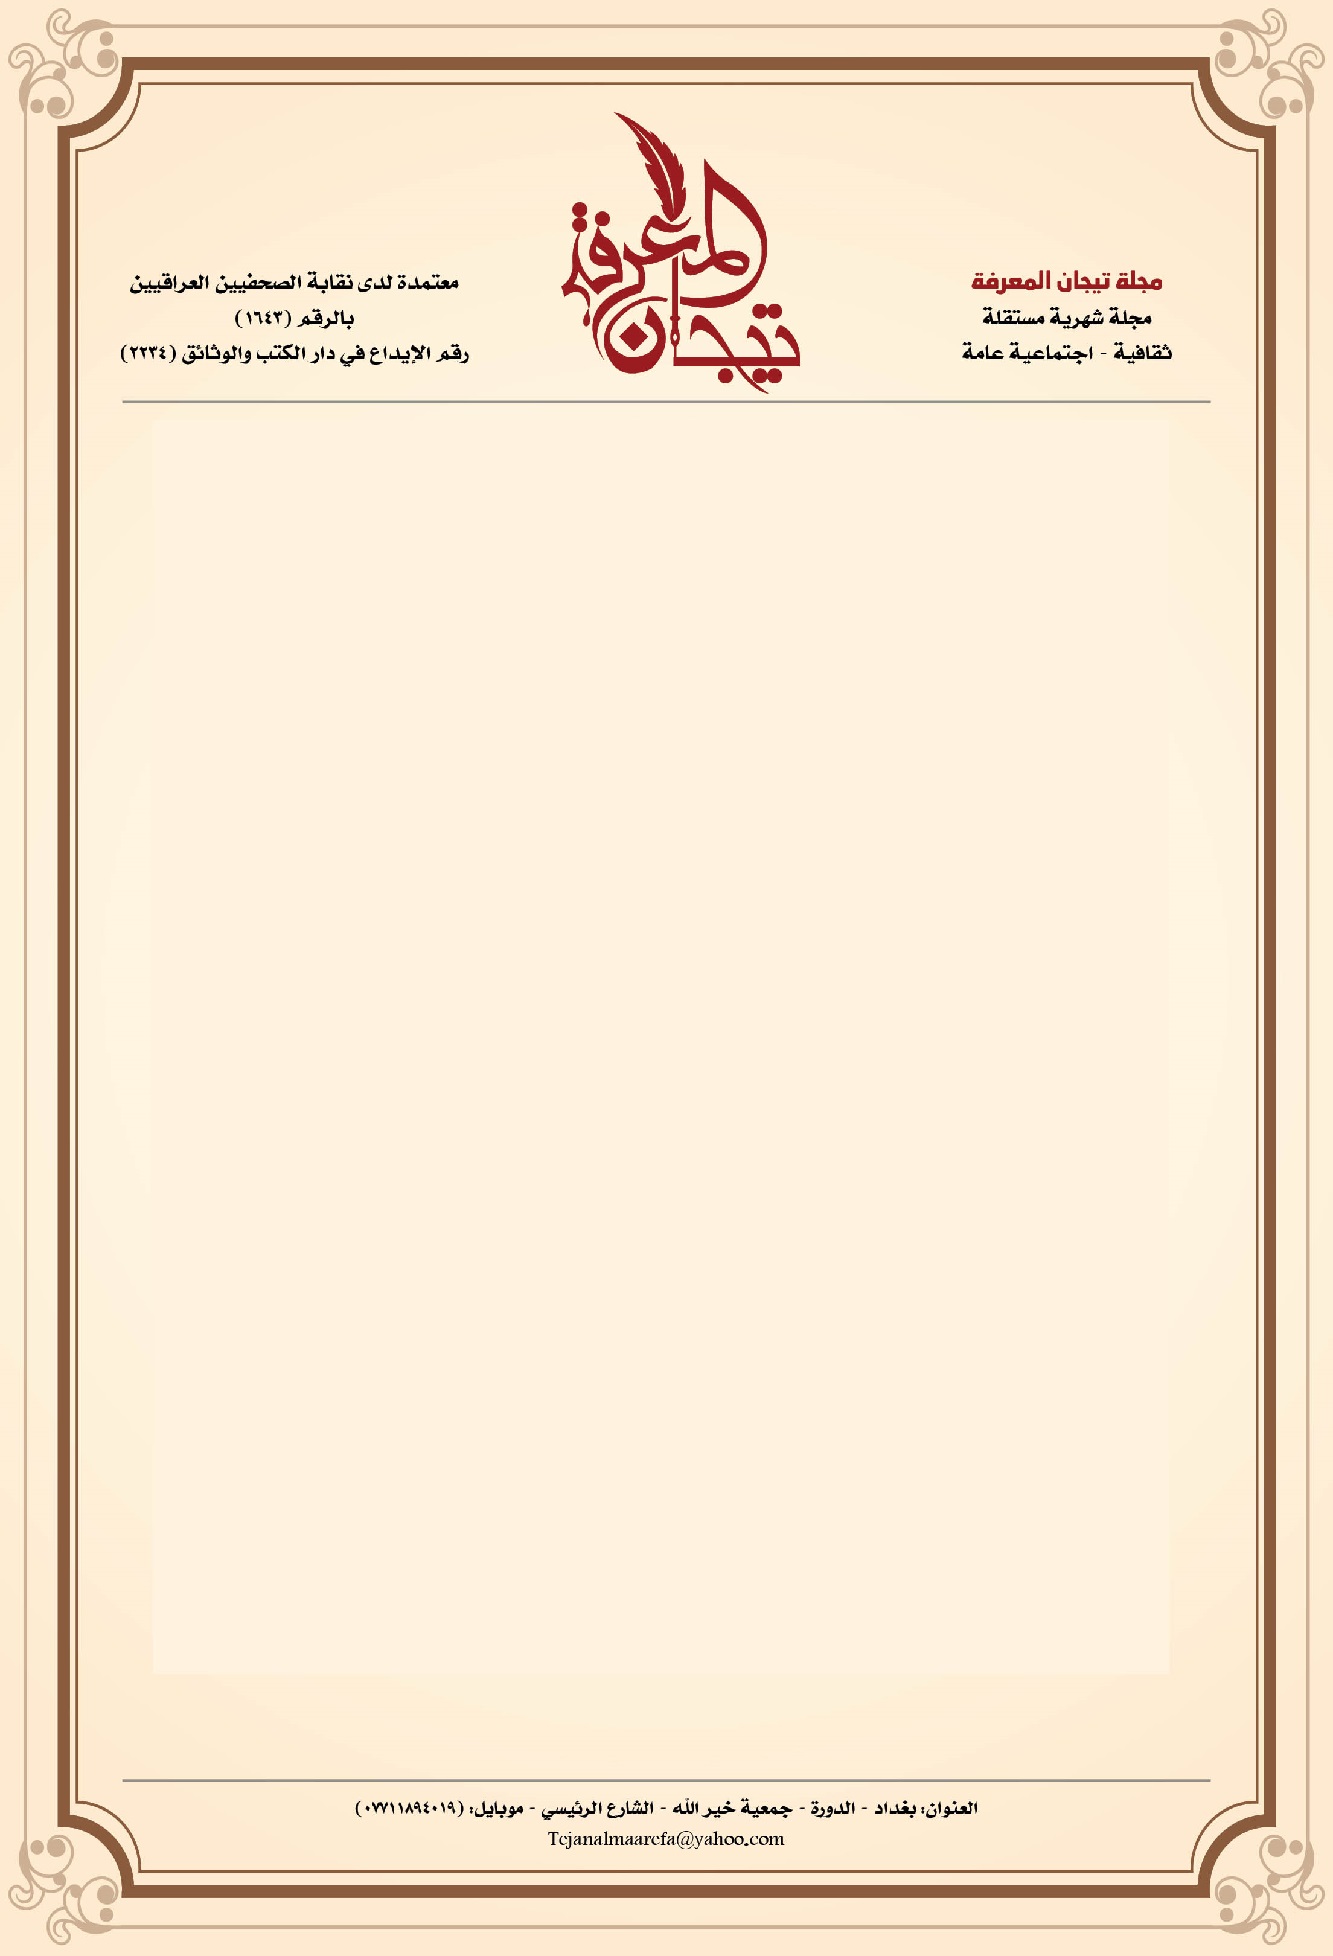 مجلة تيجان المعرفة
مجلة شهرية مستقلة
ثقافية - اجتماعية عامة
تيجان المعرفة
معتمدة لدى نقابة الصحفيين العراقيين
بالرقم (١٦٤٣)
رقم الإيداع في دار الكتب والوثائق (٢٢٣٤)
العنوان: بغداد - الدورة - جمعية خير الله - الشارع الرئيسي - موبايل: (٠٧٧١١٨٩٤٠١٩)
Tejanalmaarefa@yahoo.com